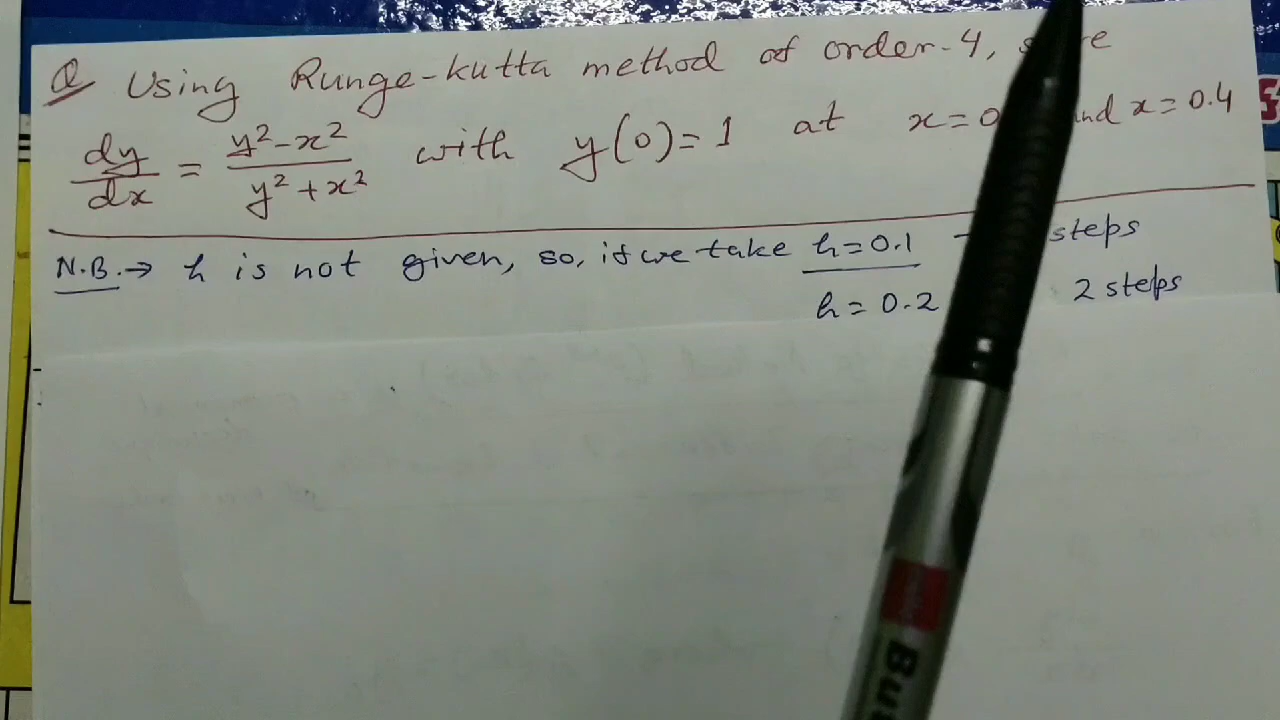 Q Using Runge-kutta method of order-4,
dy/dx = y²-x²/y²+x² with y(0)=1 at x=0 and x=0.4
N.B.→ h is not given, so, if we take h=0.1 - steps
h=0.2 2 steps
Bu